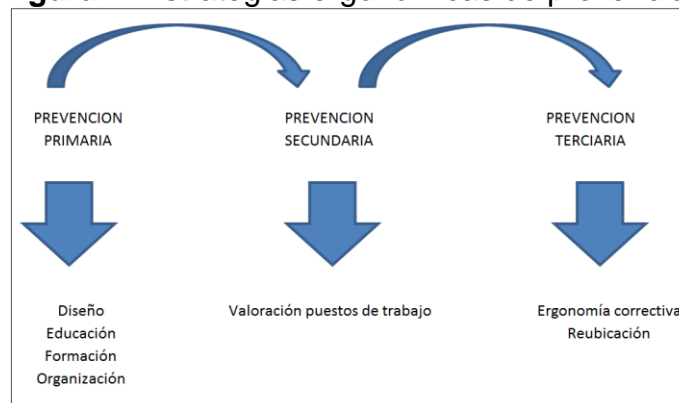 PREVENCION
PRIMARIA
PREVENCION
SECUNDARIA
PREVENCION
TERCIARIA
Diseño
Educación
Formación
Organización
Valoración puestos de trabajo
Ergonomía correctiva
Reubicación